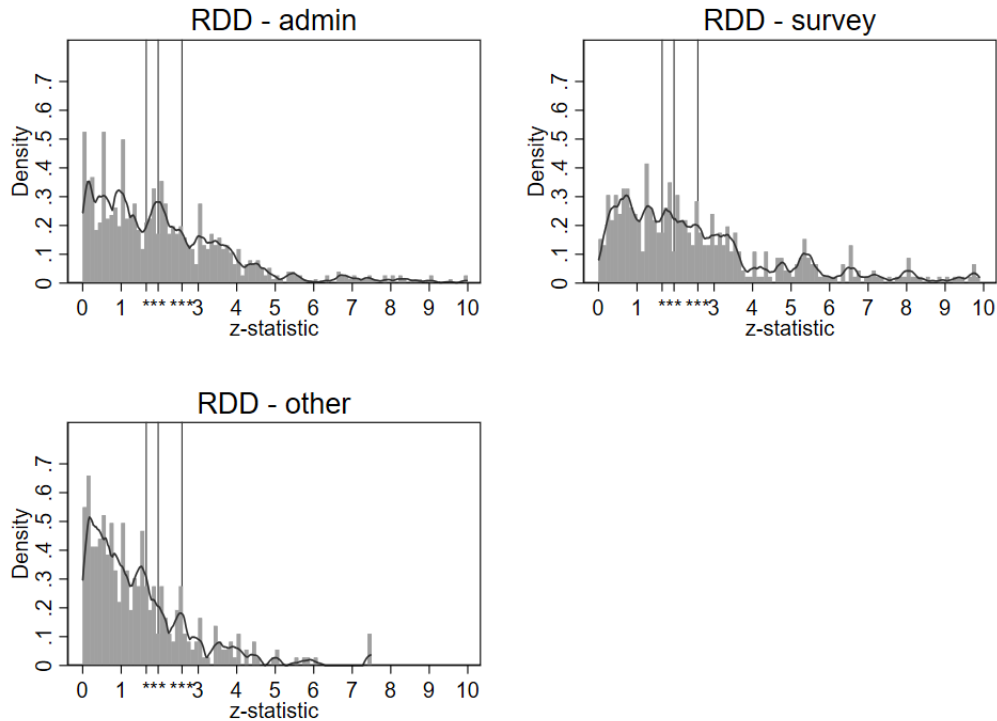 RDD - admin
Density
0 .1 .2 .3 .4 .5 .6 .7
0 1 *** ***3 4 5 6 7 8 9 10
z-statistic
RDD - survey
Density
0 .1 .2 .3 .4 .5 .6 .7
0 1 *** ***3 4 5 6 7 8 9 10
z-statistic
RDD - other
Density
0 .1 .2 .3 .4 .5 .6 .7
0 1 *** ***3 4 5 6 7 8 9 10
z-statistic